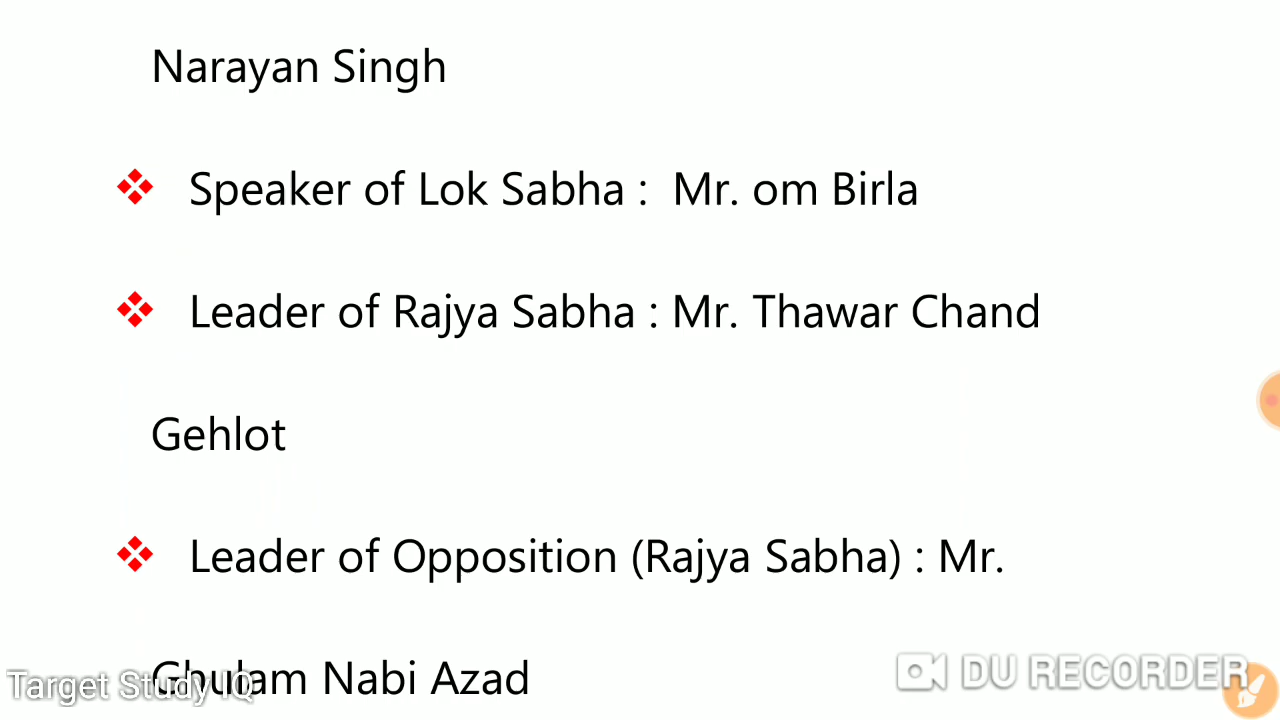 Narayan Singh
❖ Speaker of Lok Sabha : Mr. om Birla
❖ Leader of Rajya Sabha : Mr. Thawar Chand
Gehlot
❖ Leader of Opposition (Rajya Sabha) : Mr.
Ghulam Nabi Azad
Target Study IQ
DU RECORDER